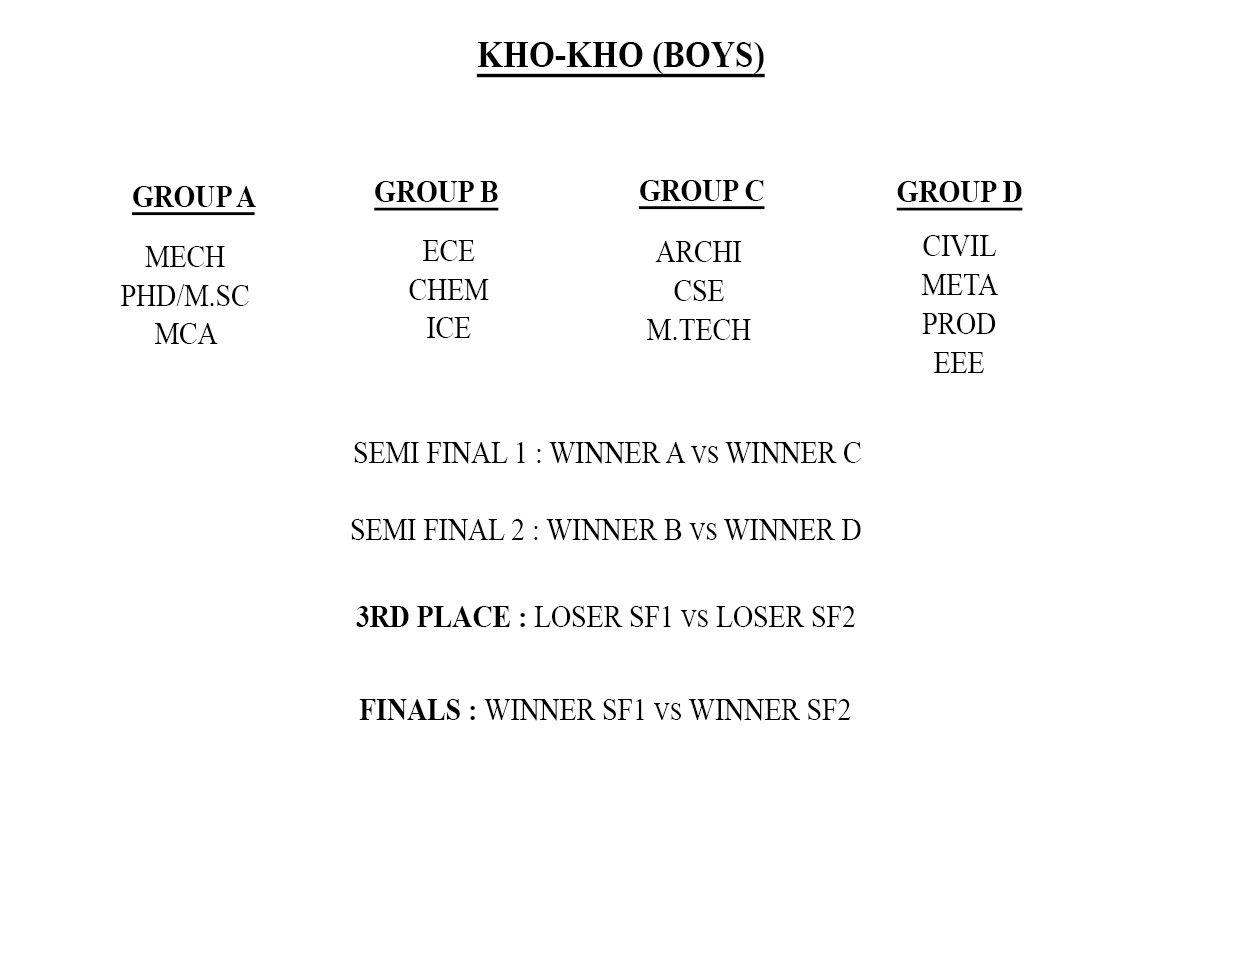 KHO-KHO (BOYS)
GROUP A
MECH
PHD/M.SC
MCA
GROUP B
ECE
CHEM
ICE
GROUP C
ARCHI
CSE
M.TECH
GROUP D
CIVIL
META
PROD
EEE
SEMI FINAL 1 : WINNER A VS WINNER C
SEMI FINAL 2 : WINNER B VS WINNER D
3RD PLACE : LOSER SF1 VS LOSER SF2
FINALS : WINNER SF1 VS WINNER SF2